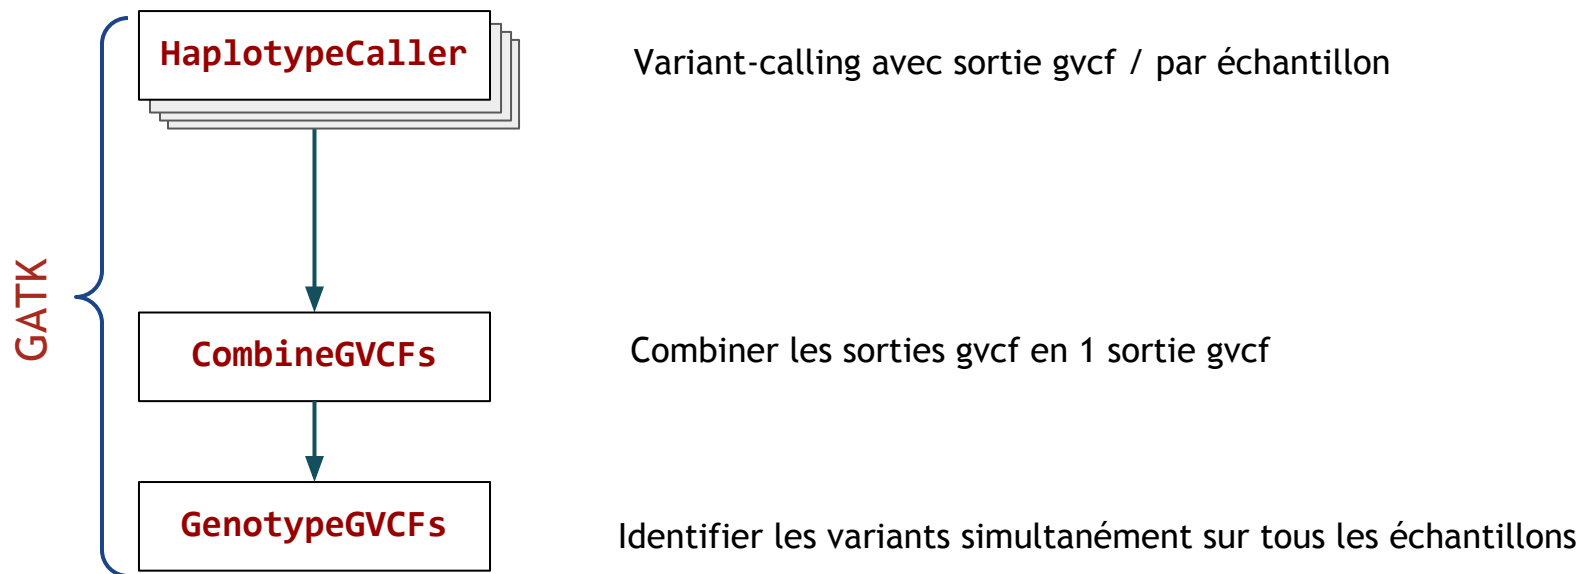 HaplotypeCaller
Variant-calling avec sortie gvcf / par échantillon
GATK
CombineGVCFs
Combiner les sorties gvcf en 1 sortie gvcf
GenotypeGVCFs
Identifier les variants simultanément sur tous les échantillons